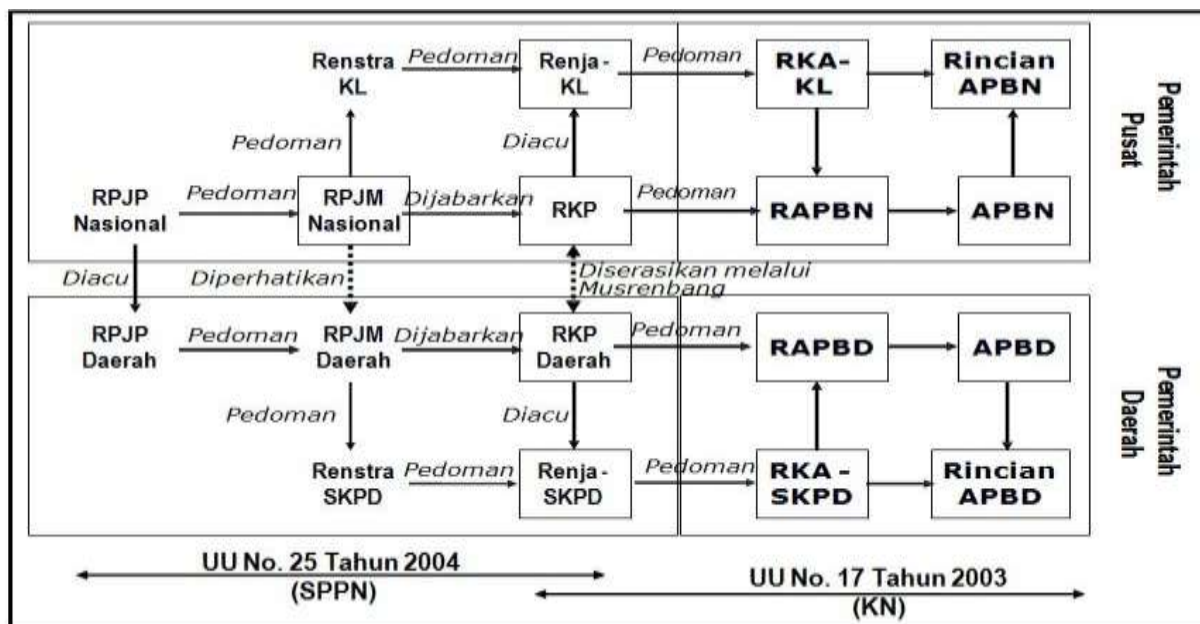 Renstra
KL
Pedoman
Renja -
KL
Pedoman
RKA-
KL
Rincian
APBN
Pemerintah
Pusat
Pedoman
Diacu
RPJP
Nasional
Pedoman
RPJM
Nasional
Dijabarkan
RKP
Pedoman
RAPBN
APBN
Diacu
Diperhatikan
Diserasikan melalui
Musrenbang
RPJP
Daerah
Pedoman
RPJM
Daerah
Dijabarkan
RKP
Daerah
Pedoman
RAPBD
APBD
Pemerintah
Daerah
Pedoman
Diacu
Renstra
SKPD
Pedoman
Renja -
SKPD
Pedoman
RKA -
SKPD
Rincian
APBD
UU No. 25 Tahun 2004
(SPPN)
UU No. 17 Tahun 2003
(KN)